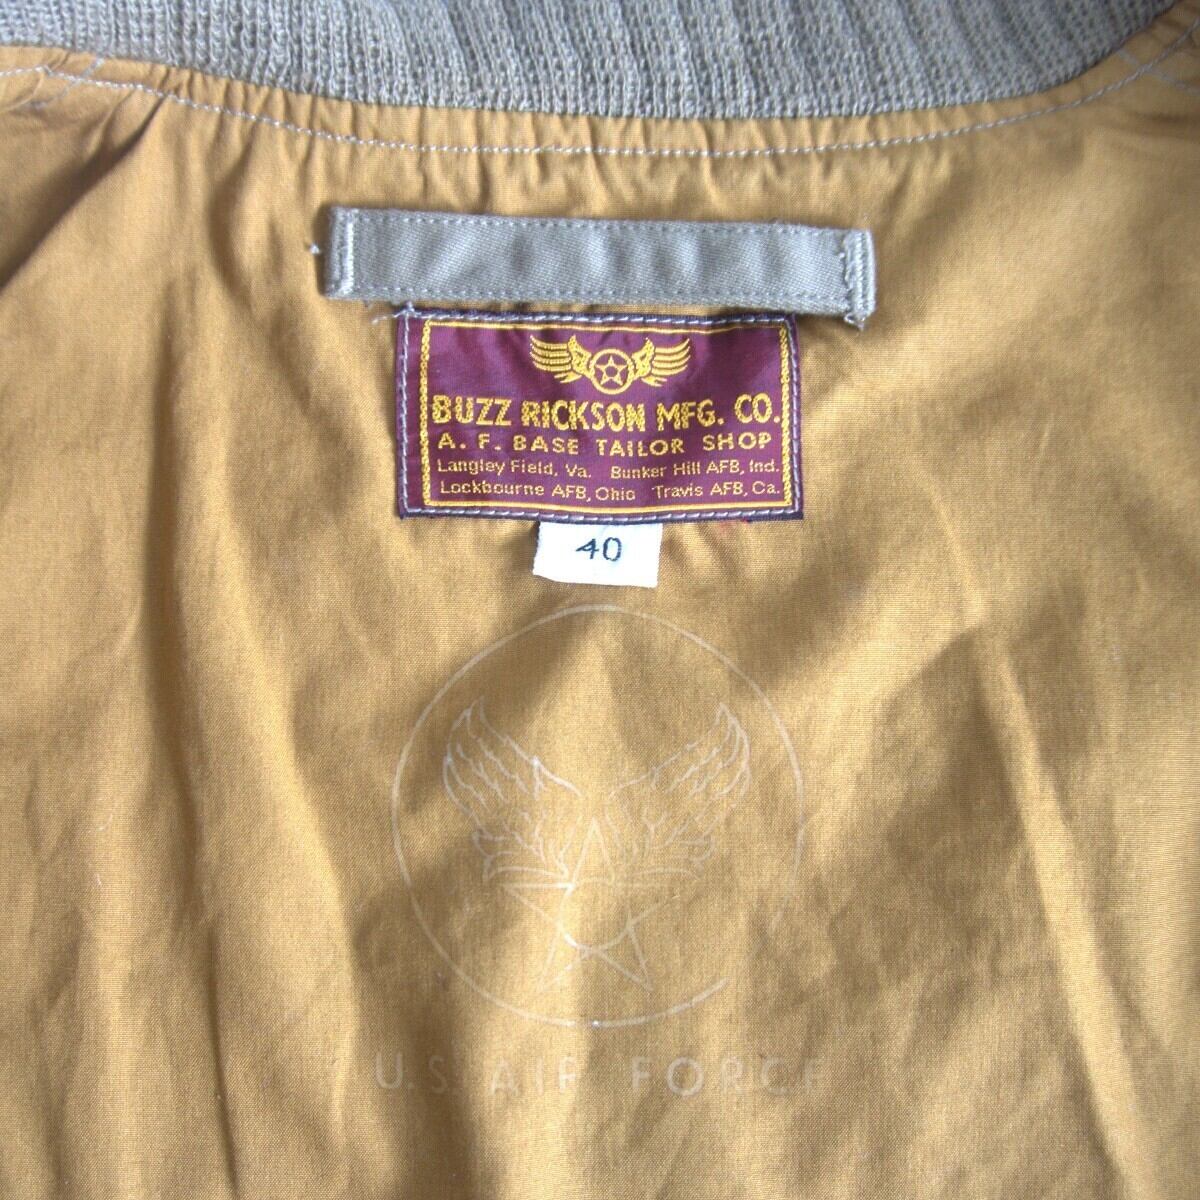 BUZZ RICKSON MFG. CO.
A. F. BASE TAILOR SHOP
Langley Field, Va. Bunker Hill AFB, Ind.
Lockbourne AFB, Ohio Travis AFB, Ca.
40
U.S. AIR FORCE